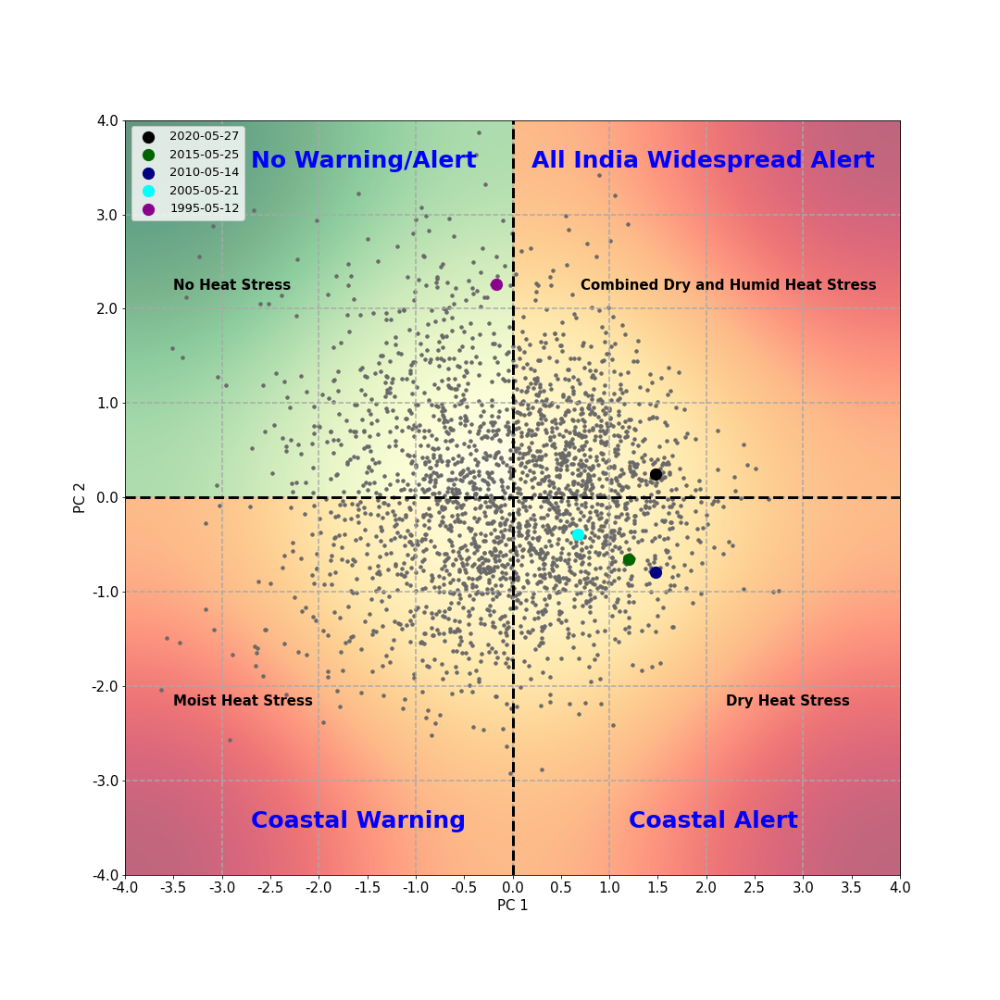 4.0
3.0
2.0
1.0
0.0
-1.0
-2.0
-3.0
-4.0
PC 2
2020-05-27
2015-05-25
2010-05-14
2005-05-21
1995-05-12
No Warning/Alert
All India Widespread Alert
No Heat Stress
Combined Dry and Humid Heat Stress
Moist Heat Stress
Dry Heat Stress
Coastal Warning
Coastal Alert
-4.0 -3.5 -3.0 -2.5 -2.0 -1.5 -1.0 -0.5 0.0 0.5 1.0 1.5 2.0 2.5 3.0 3.5 4.0
PC 1